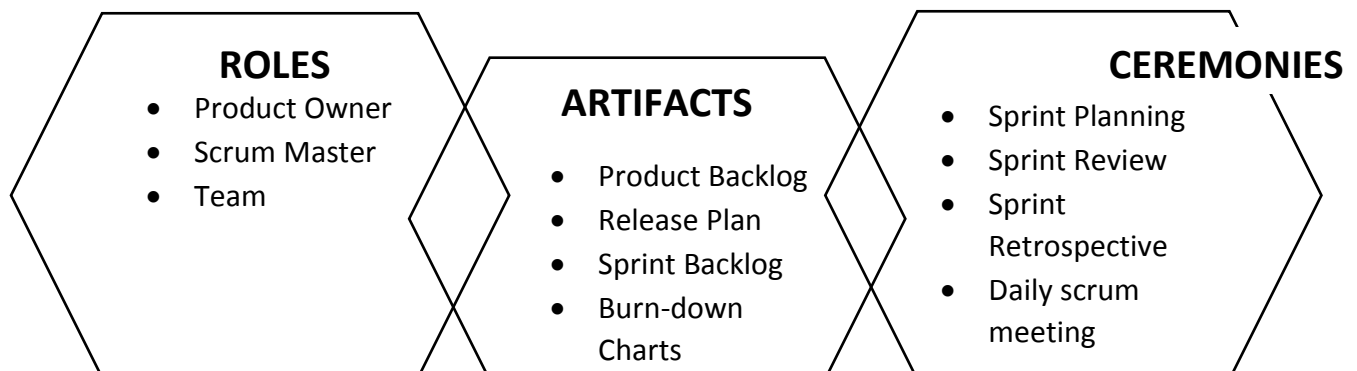 ROLES
• Product Owner
• Scrum Master
• Team
ARTIFACTS
• Product Backlog
• Release Plan
• Sprint Backlog
• Burn-down
Charts
CEREMONIES
• Sprint Planning
• Sprint Review
• Sprint
Retrospective
• Daily scrum
meeting